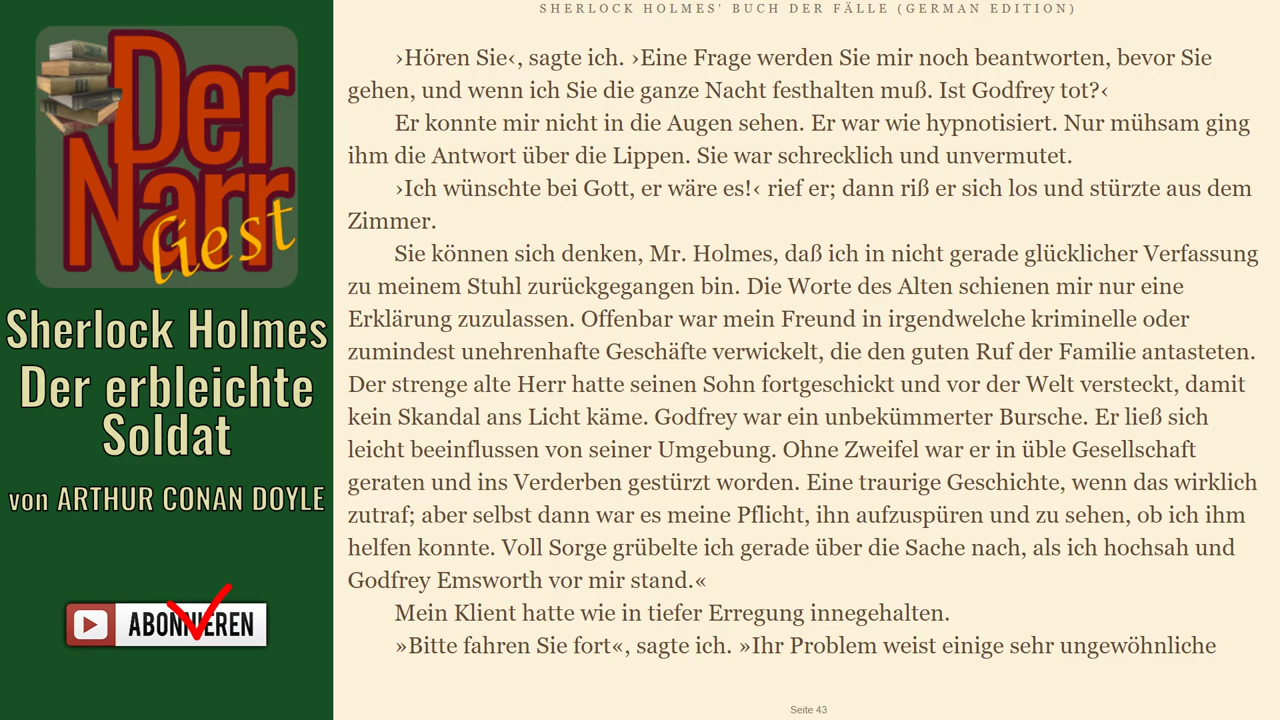 Der
Narr
liest
Sherlock Holmes
Der erbleichte
Soldat
von ARTHUR CONAN DOYLE
ABONNIEREN
SHERLOCK HOLMES' BUCH DER FÄLLE (GERMAN EDITION)
›Hören Sie‹, sagte ich. ›Eine Frage werden Sie mir noch beantworten, bevor Sie
gehen, und wenn ich Sie die ganze Nacht festhalten muß. Ist Godfrey tot?‹
Er konnte mir nicht in die Augen sehen. Er war wie hypnotisiert. Nur mühsam ging
ihm die Antwort über die Lippen. Sie war schrecklich und unvermutet.
›Ich wünschte bei Gott, er wäre es!‹ rief er; dann riß er sich los und stürzte aus dem
Zimmer.
Sie können sich denken, Mr. Holmes, daß ich in nicht gerade glücklicher Verfassung
zu meinem Stuhl zurückgegangen bin. Die Worte des Alten schienen mir nur eine
Erklärung zuzulassen. Offenbar war mein Freund in irgendwelche kriminelle oder
zumindest unehrenhafte Geschäfte verwickelt, die den guten Ruf der Familie antasteten.
Der strenge alte Herr hatte seinen Sohn fortgeschickt und vor der Welt versteckt, damit
kein Skandal ans Licht käme. Godfrey war ein unbekümmerter Bursche. Er ließ sich
leicht beeinflussen von seiner Umgebung. Ohne Zweifel war er in üble Gesellschaft
geraten und ins Verderben gestürzt worden. Eine traurige Geschichte, wenn das wirklich
zutraf; aber selbst dann war es meine Pflicht, ihn aufzuspüren und zu sehen, ob ich ihm
helfen konnte. Voll Sorge grübelte ich gerade über die Sache nach, als ich hochsah und
Godfrey Emsworth vor mir stand.«
Mein Klient hatte wie in tiefer Erregung innegehalten.
»Bitte fahren Sie fort«, sagte ich. »Ihr Problem weist einige sehr ungewöhnliche
Seite 43